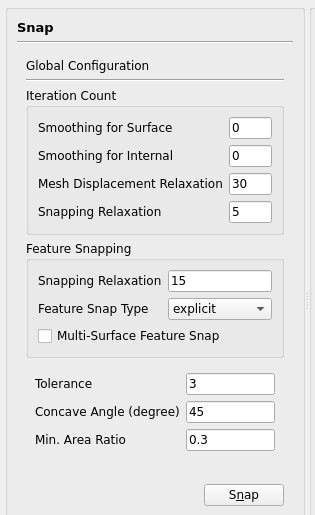 Snap
Global Configuration
Iteration Count
Smoothing for Surface 0
Smoothing for Internal 0
Mesh Displacement Relaxation 30
Snapping Relaxation 5
Feature Snapping
Snapping Relaxation 15
Feature Snap Type explicit
Multi-Surface Feature Snap
Tolerance 3
Concave Angle (degree) 45
Min. Area Ratio 0.3
Snap